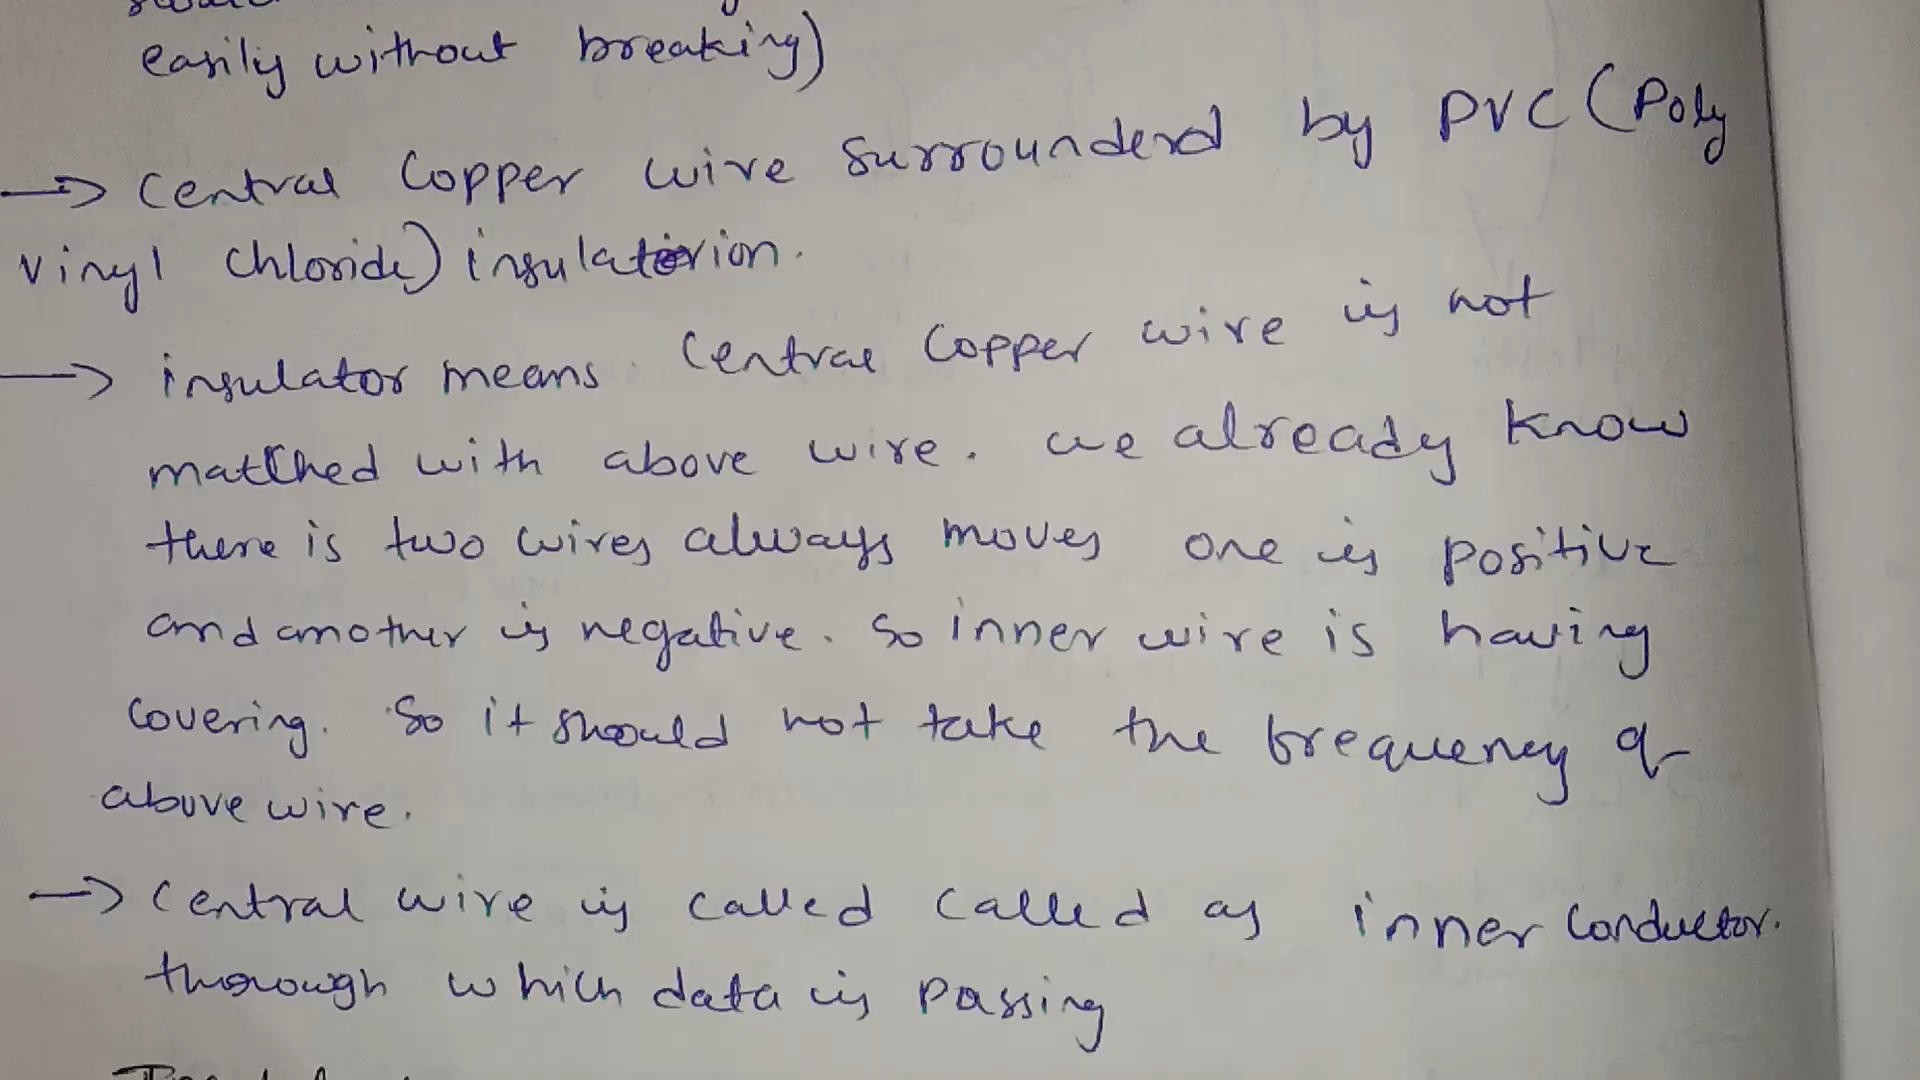 easily without breaking)
→ Central Copper wire surrounderd by PVC (Poly
vinyl Chloride) insulation.
→ insulator means Central Copper wire is not
matched with above wire. we already know
there is two wires always moves one is positive
and another is negative. So inner wire is having
Covering. So it should not take the frequency of
above wire.
→ Central wire is called called as inner Conductor.
thorough which data is passing